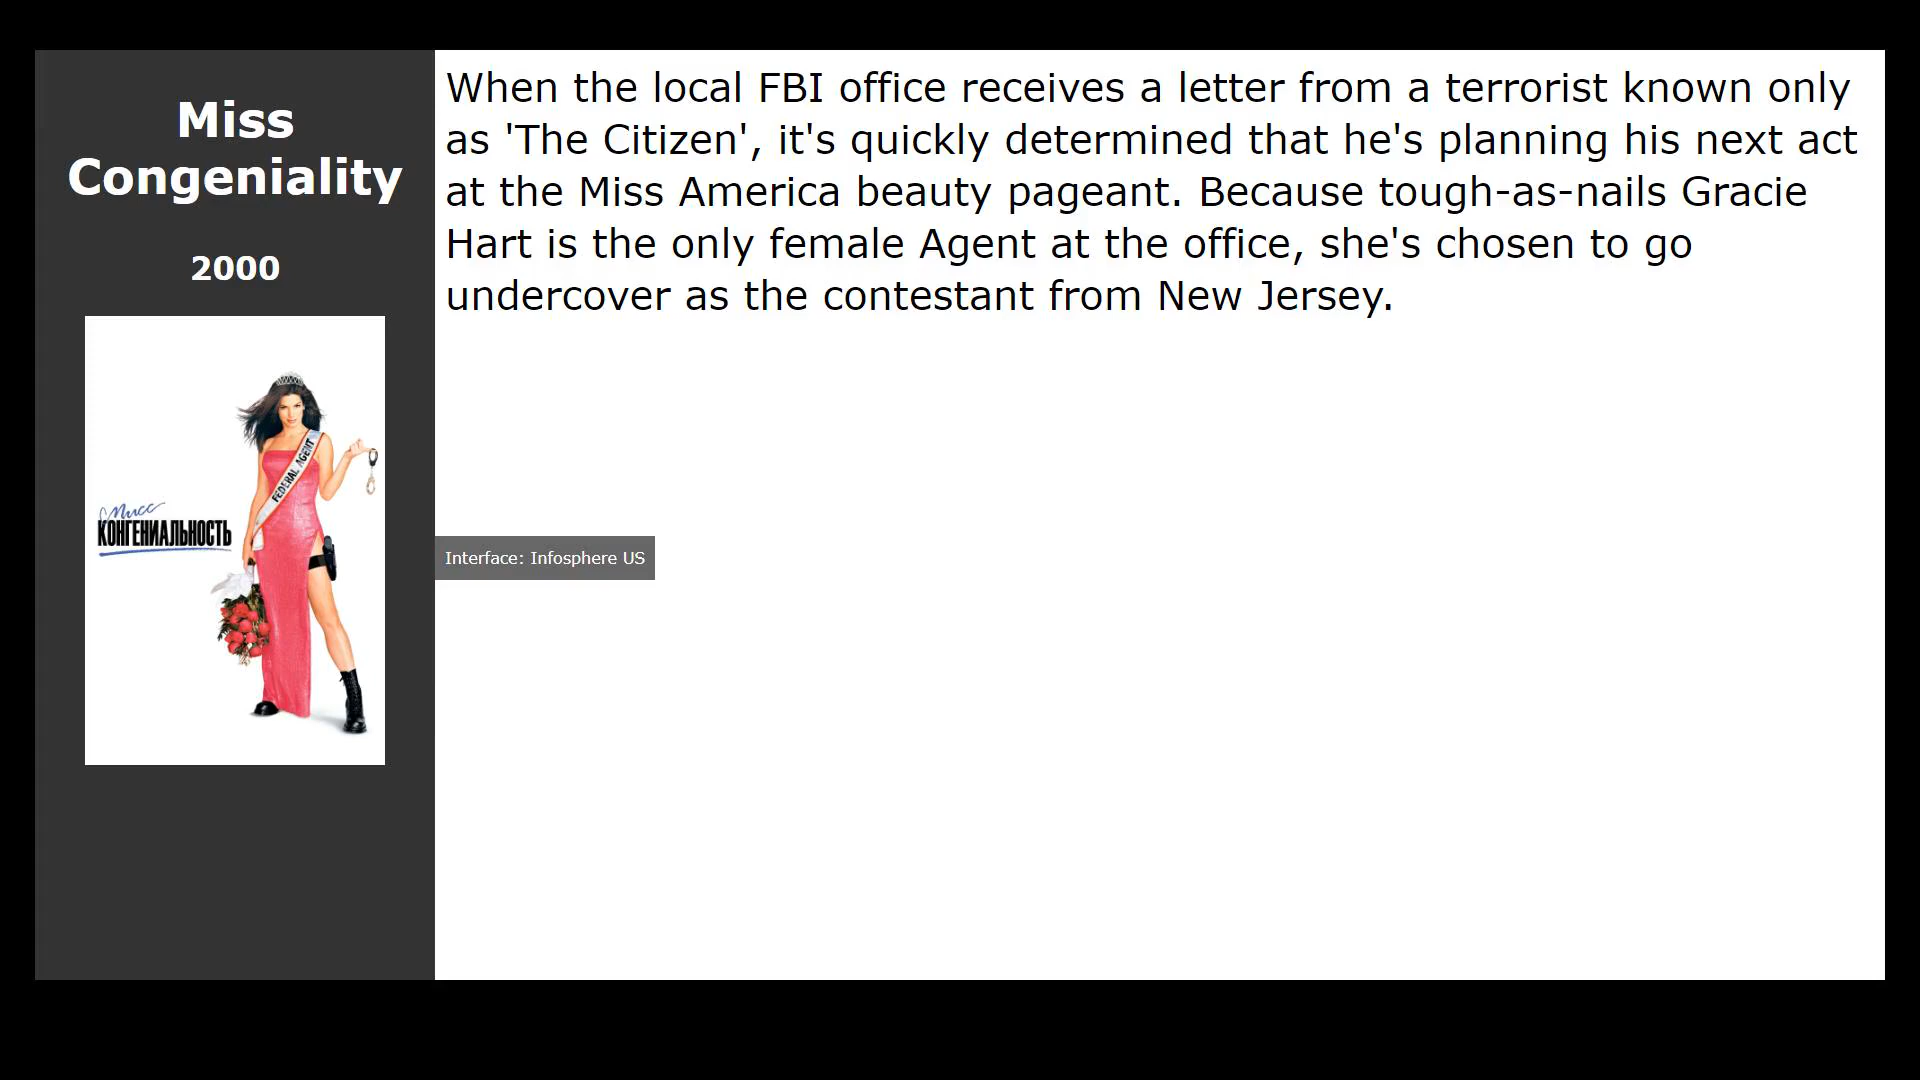 Miss
Congeniality
2000
Мисс
КОНГЕНИАЛЬНОСТЬ
FEDERAL AGENT
When the local FBI office receives a letter from a terrorist known only
as 'The Citizen', it's quickly determined that he's planning his next act
at the Miss America beauty pageant. Because tough-as-nails Gracie
Hart is the only female Agent at the office, she's chosen to go
undercover as the contestant from New Jersey.
Interface: Infosphere US